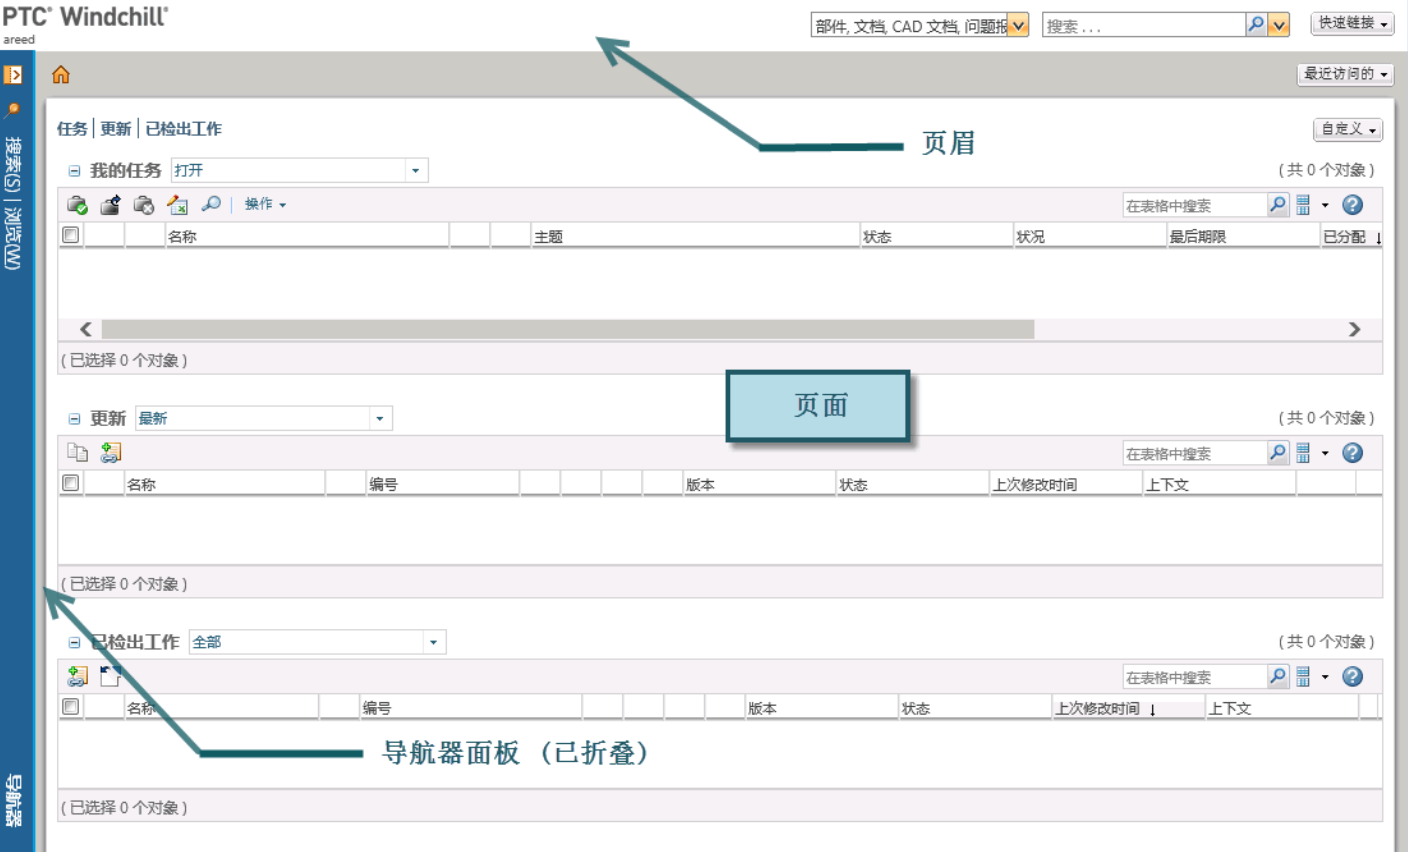 PTC® Windchill®
areed
部件, 文档, CAD 文档, 问题报
搜索 . . .
快速链接
最近访问的
搜索(S) | 浏览(W)
导航器
页眉
任务 | 更新 | 已检出工作
自定义
我的任务 打开
(共 0 个对象)
操作
在表格中搜索
名称 主题 状态 状况 最后期限 已分配 ↓
(已选择 0 个对象)
页面
更新 最新
(共 0 个对象)
在表格中搜索
名称 编号 版本 状态 上次修改时间 上下文
(已选择 0 个对象)
已检出工作 全部
(共 0 个对象)
在表格中搜索
名称 编号 版本 状态 上次修改时间 ↓ 上下文
导航器面板 (已折叠)
(已选择 0 个对象)